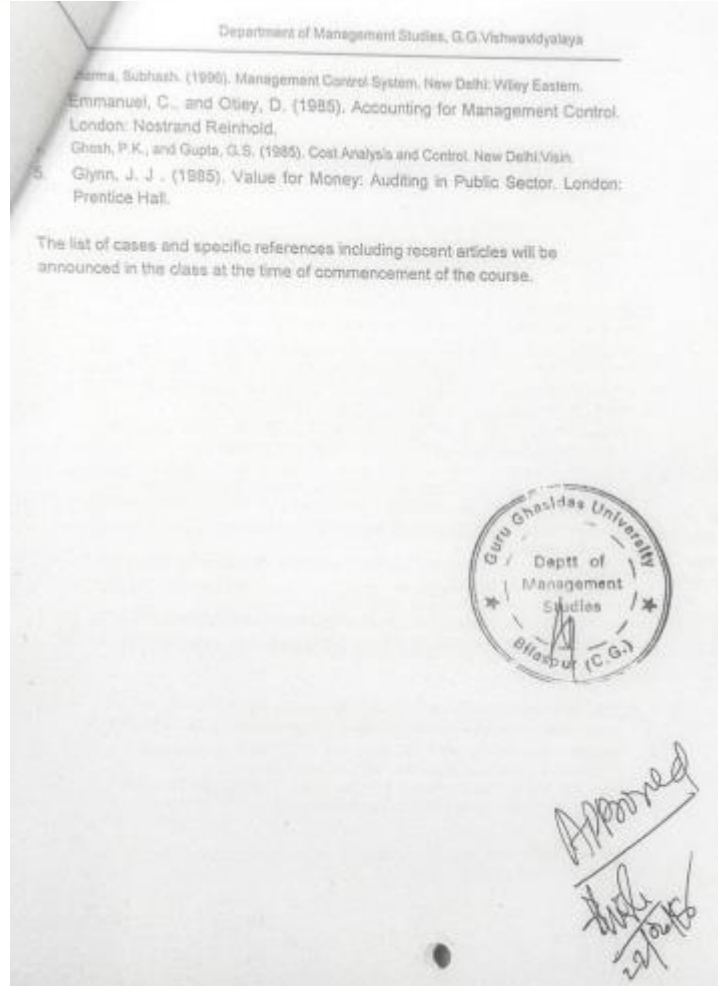 Department of Management Studies, G.G.Vishwavidyalaya
Subhash. (1990). Management Control System. New Delhi: Wiley Eastern.
Emmanuel, C., and Otley, D. (1985). Accounting for Management Control.
London: Nostrand Reinhold.
Ghosh, P.K., and Gupta, G.S. (1985). Cost Analysis and Control. New Delhi:Visin.
5. Glynn, J. J . (1985). Value for Money: Auditing in Public Sector. London:
Prentice Hall.
The list of cases and specific references including recent articles will be
announced in the class at the time of commencement of the course.
Guru Ghasidas University
Deptt of
Management
Studies
Bilaspur (C.G.)
Approved